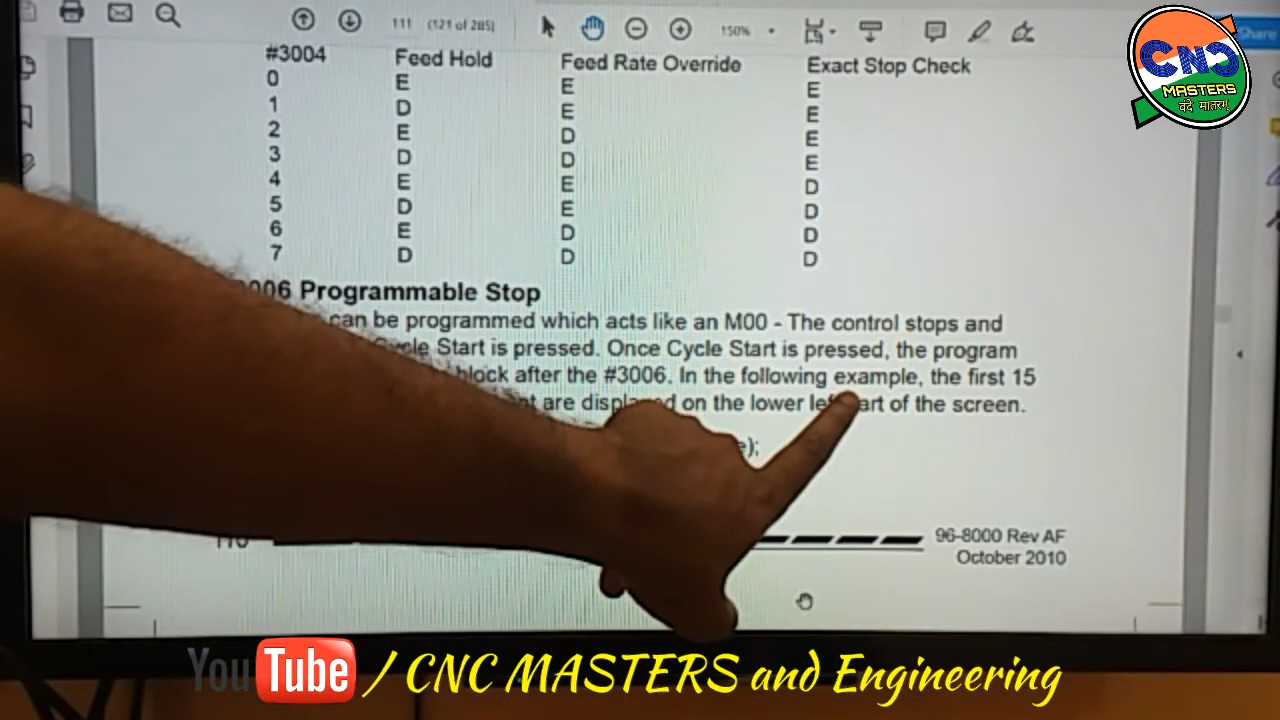 111 (121 of 285)
150%
Share
CNC
MASTERS
वंदे मातरम्
#3004 Feed Hold Feed Rate Override Exact Stop Check
0 E E E
1 D E E
2 E D E
3 D D E
4 E E D
5 D E D
6 E D D
7 D D D
006 Programmable Stop
can be programmed which acts like an M00 - The control stops and
Cycle Start is pressed. Once Cycle Start is pressed, the program
block after the #3006. In the following example, the first 15
are displayed on the lower left part of the screen.
);
110
96-8000 Rev AF
October 2010
YouTube / CNC MASTERS and Engineering